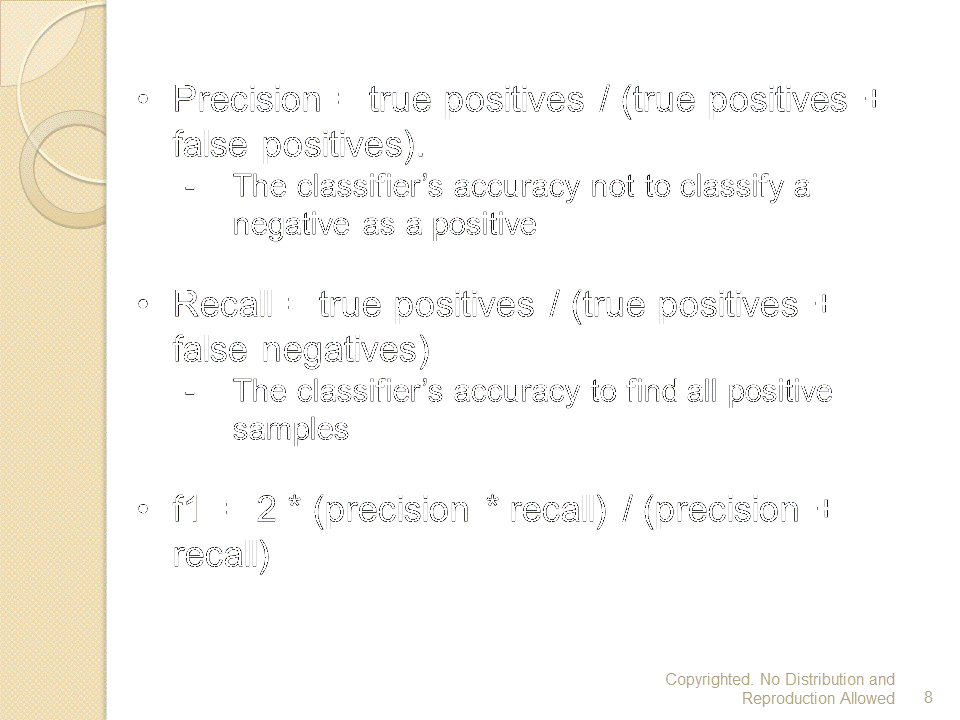 • Precision = true positives / (true positives +
false positives).
- The classifier’s accuracy not to classify a
negative as a positive
• Recall = true positives / (true positives +
false negatives)
- The classifier’s accuracy to find all positive
samples
• f1 = 2 * (precision * recall) / (precision +
recall)
Copyrighted. No Distribution and
Reproduction Allowed
8